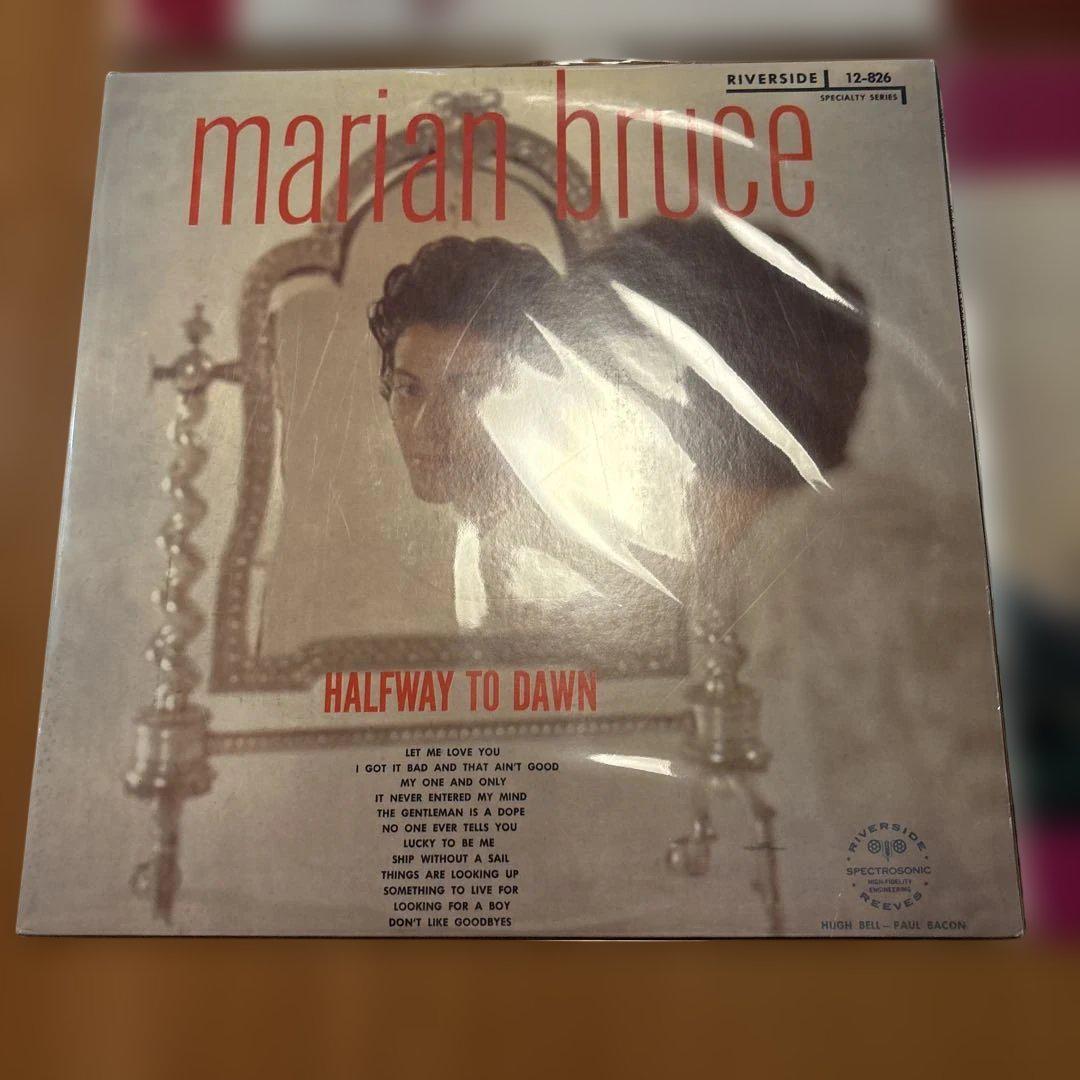 RIVERSIDE 12-826
SPECIALTY SERIES
marian bruce
HALFWAY TO DAWN
LET ME LOVE YOU
I GOT IT BAD AND THAT AIN'T GOOD
MY ONE AND ONLY
IT NEVER ENTERED MY MIND
THE GENTLEMAN IS A DOPE
NO ONE EVER TELLS YOU
LUCKY TO BE ME
SHIP WITHOUT A SAIL
THINGS ARE LOOKING UP
SOMETHING TO LIVE FOR
LOOKING FOR A BOY
DON'T LIKE GOODBYES
RIVERSIDE
SPECTROSONIC
HIGH-FIDELITY
ENGINEERING
REEVES
HUGH BELL – PAUL BACON